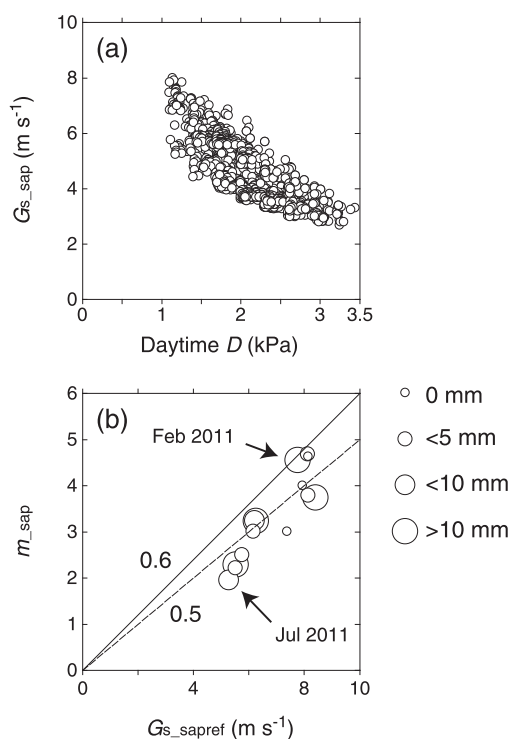 (a)
10
8
6
4
2
0
Gs_sap (m s-1)
0 1 2 3 3.5
Daytime D (kPa)
(b)
6
5
4
3
2
1
0
m_sap
Feb 2011
0.6
0.5
Jul 2011
0 4 6 8 10
Gs_sapref (m s-1)
0 mm
<5 mm
<10 mm
>10 mm